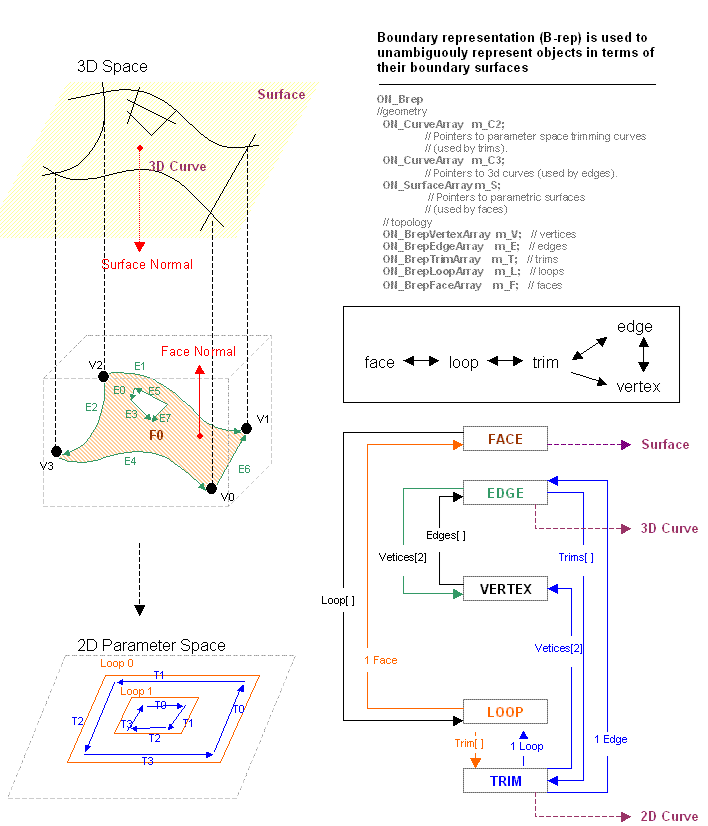 Boundary representation (B-rep) is used to
unambiguouly represent objects in terms of
their boundary surfaces
3D Space
Surface
3D Curve
Surface Normal
ON_Brep
//geometry
ON_CurveArray m_C2;
// Pointers to parameter space trimming curves
// (used by trims).
ON_CurveArray m_C3;
// Pointers to 3d curves (used by edges).
ON_SurfaceArray m_S;
// Pointers to parametric surfaces
// (used by faces)
// topology
ON_BrepVertexArray m_V; // vertices
ON_BrepEdgeArray m_E; // edges
ON_BrepTrimArray m_T; // trims
ON_BrepLoopArray m_L; // loops
ON_BrepFaceArray m_F; // faces
face loop trim edge
vertex
V2
E1
Face Normal
E0
E5
E2
E3
E7
V1
F0
V3
E4
E6
V0
FACE
Surface
EDGE
3D Curve
Edges[ ]
Vetices[2]
Trims[ ]
VERTEX
Loop[ ]
Vetices[2]
1 Face
LOOP
Trim[ ]
1 Loop
1 Edge
TRIM
2D Curve
2D Parameter Space
Loop 0
T1
Loop 1
T0
T0
T2
T3
T1
T2
T3